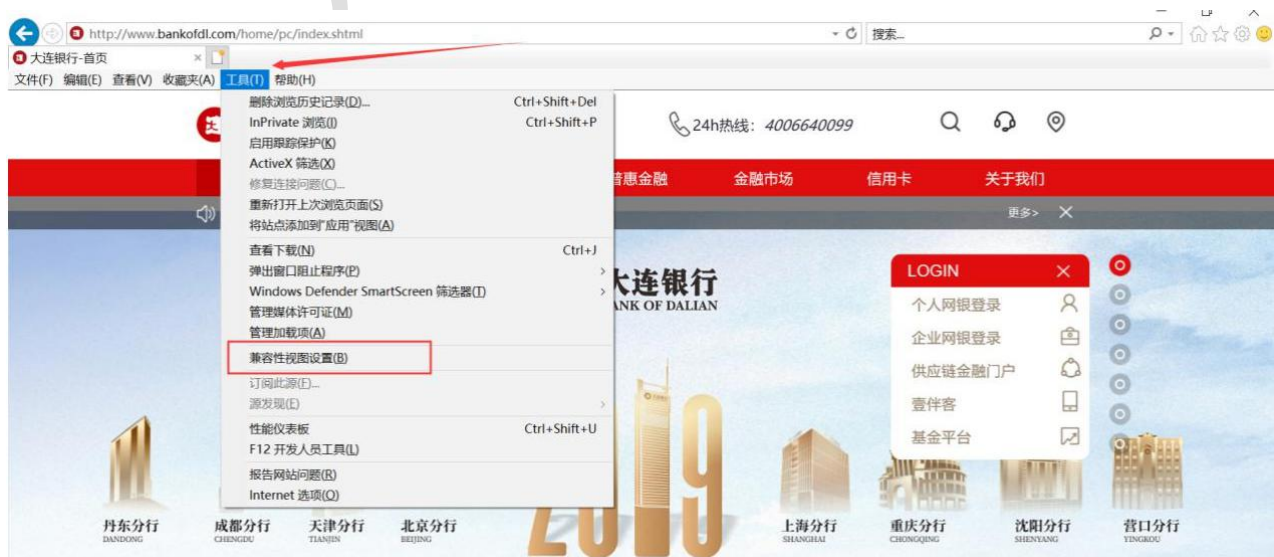 http://www.bankofdl.com/home/pc/index.shtml
搜索...
大连银行-首页
文件(F) 编辑(E) 查看(V) 收藏夹(A) 工具(T) 帮助(H)
删除浏览历史记录(D)... Ctrl+Shift+Del
InPrivate 浏览(I) Ctrl+Shift+P
启用跟踪保护(K)
ActiveX 筛选(X)
修复连接问题(C)...
重新打开上次浏览页面(S)
将站点添加到"应用"视图(A)
查看下载(N) Ctrl+J
弹出窗口阻止程序(P)
Windows Defender SmartScreen 筛选器(T)
管理媒体许可证(M)
管理加载项(A)
兼容性视图设置(B)
订阅此源(F)...
源发现(E)
性能仪表板 Ctrl+Shift+U
F12 开发人员工具(L)
报告网站问题(R)
Internet 选项(O)
24h热线：4006640099
普惠金融 金融市场 信用卡 关于我们
更多>
大连银行
BANK OF DALIAN
LOGIN
个人网银登录
企业网银登录
供应链金融门户
壹伴客
基金平台
2019
丹东分行 成都分行 天津分行 北京分行 上海分行 重庆分行 沈阳分行 营口分行
DANDONG CHENGDU TIANJIN BEIJING SHANGHAI CHONGQING SHENYANG YINGKOU